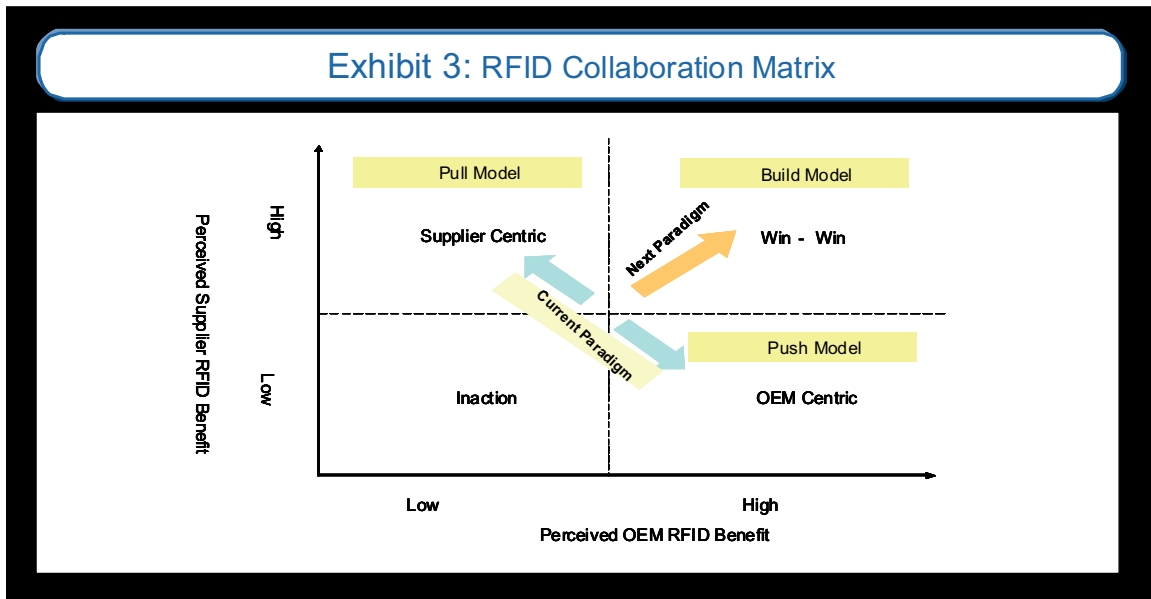 Exhibit 3: RFID Collaboration Matrix
Pull Model
Build Model
Supplier Centric
Next Paradigm
Win - Win
High
Perceived Supplier RFID Benefit
Current Paradigm
Push Model
Low
Inaction
OEM Centric
Low
High
Perceived OEM RFID Benefit